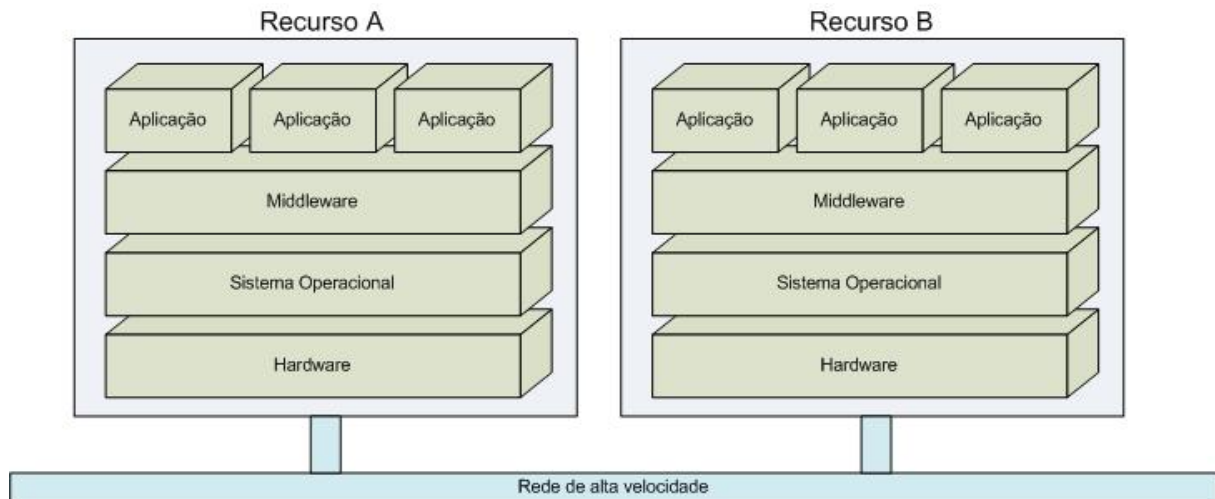 Recurso A
Recurso B
Aplicação
Aplicação
Aplicação
Aplicação
Aplicação
Aplicação
Middleware
Middleware
Sistema Operacional
Sistema Operacional
Hardware
Hardware
Rede de alta velocidade